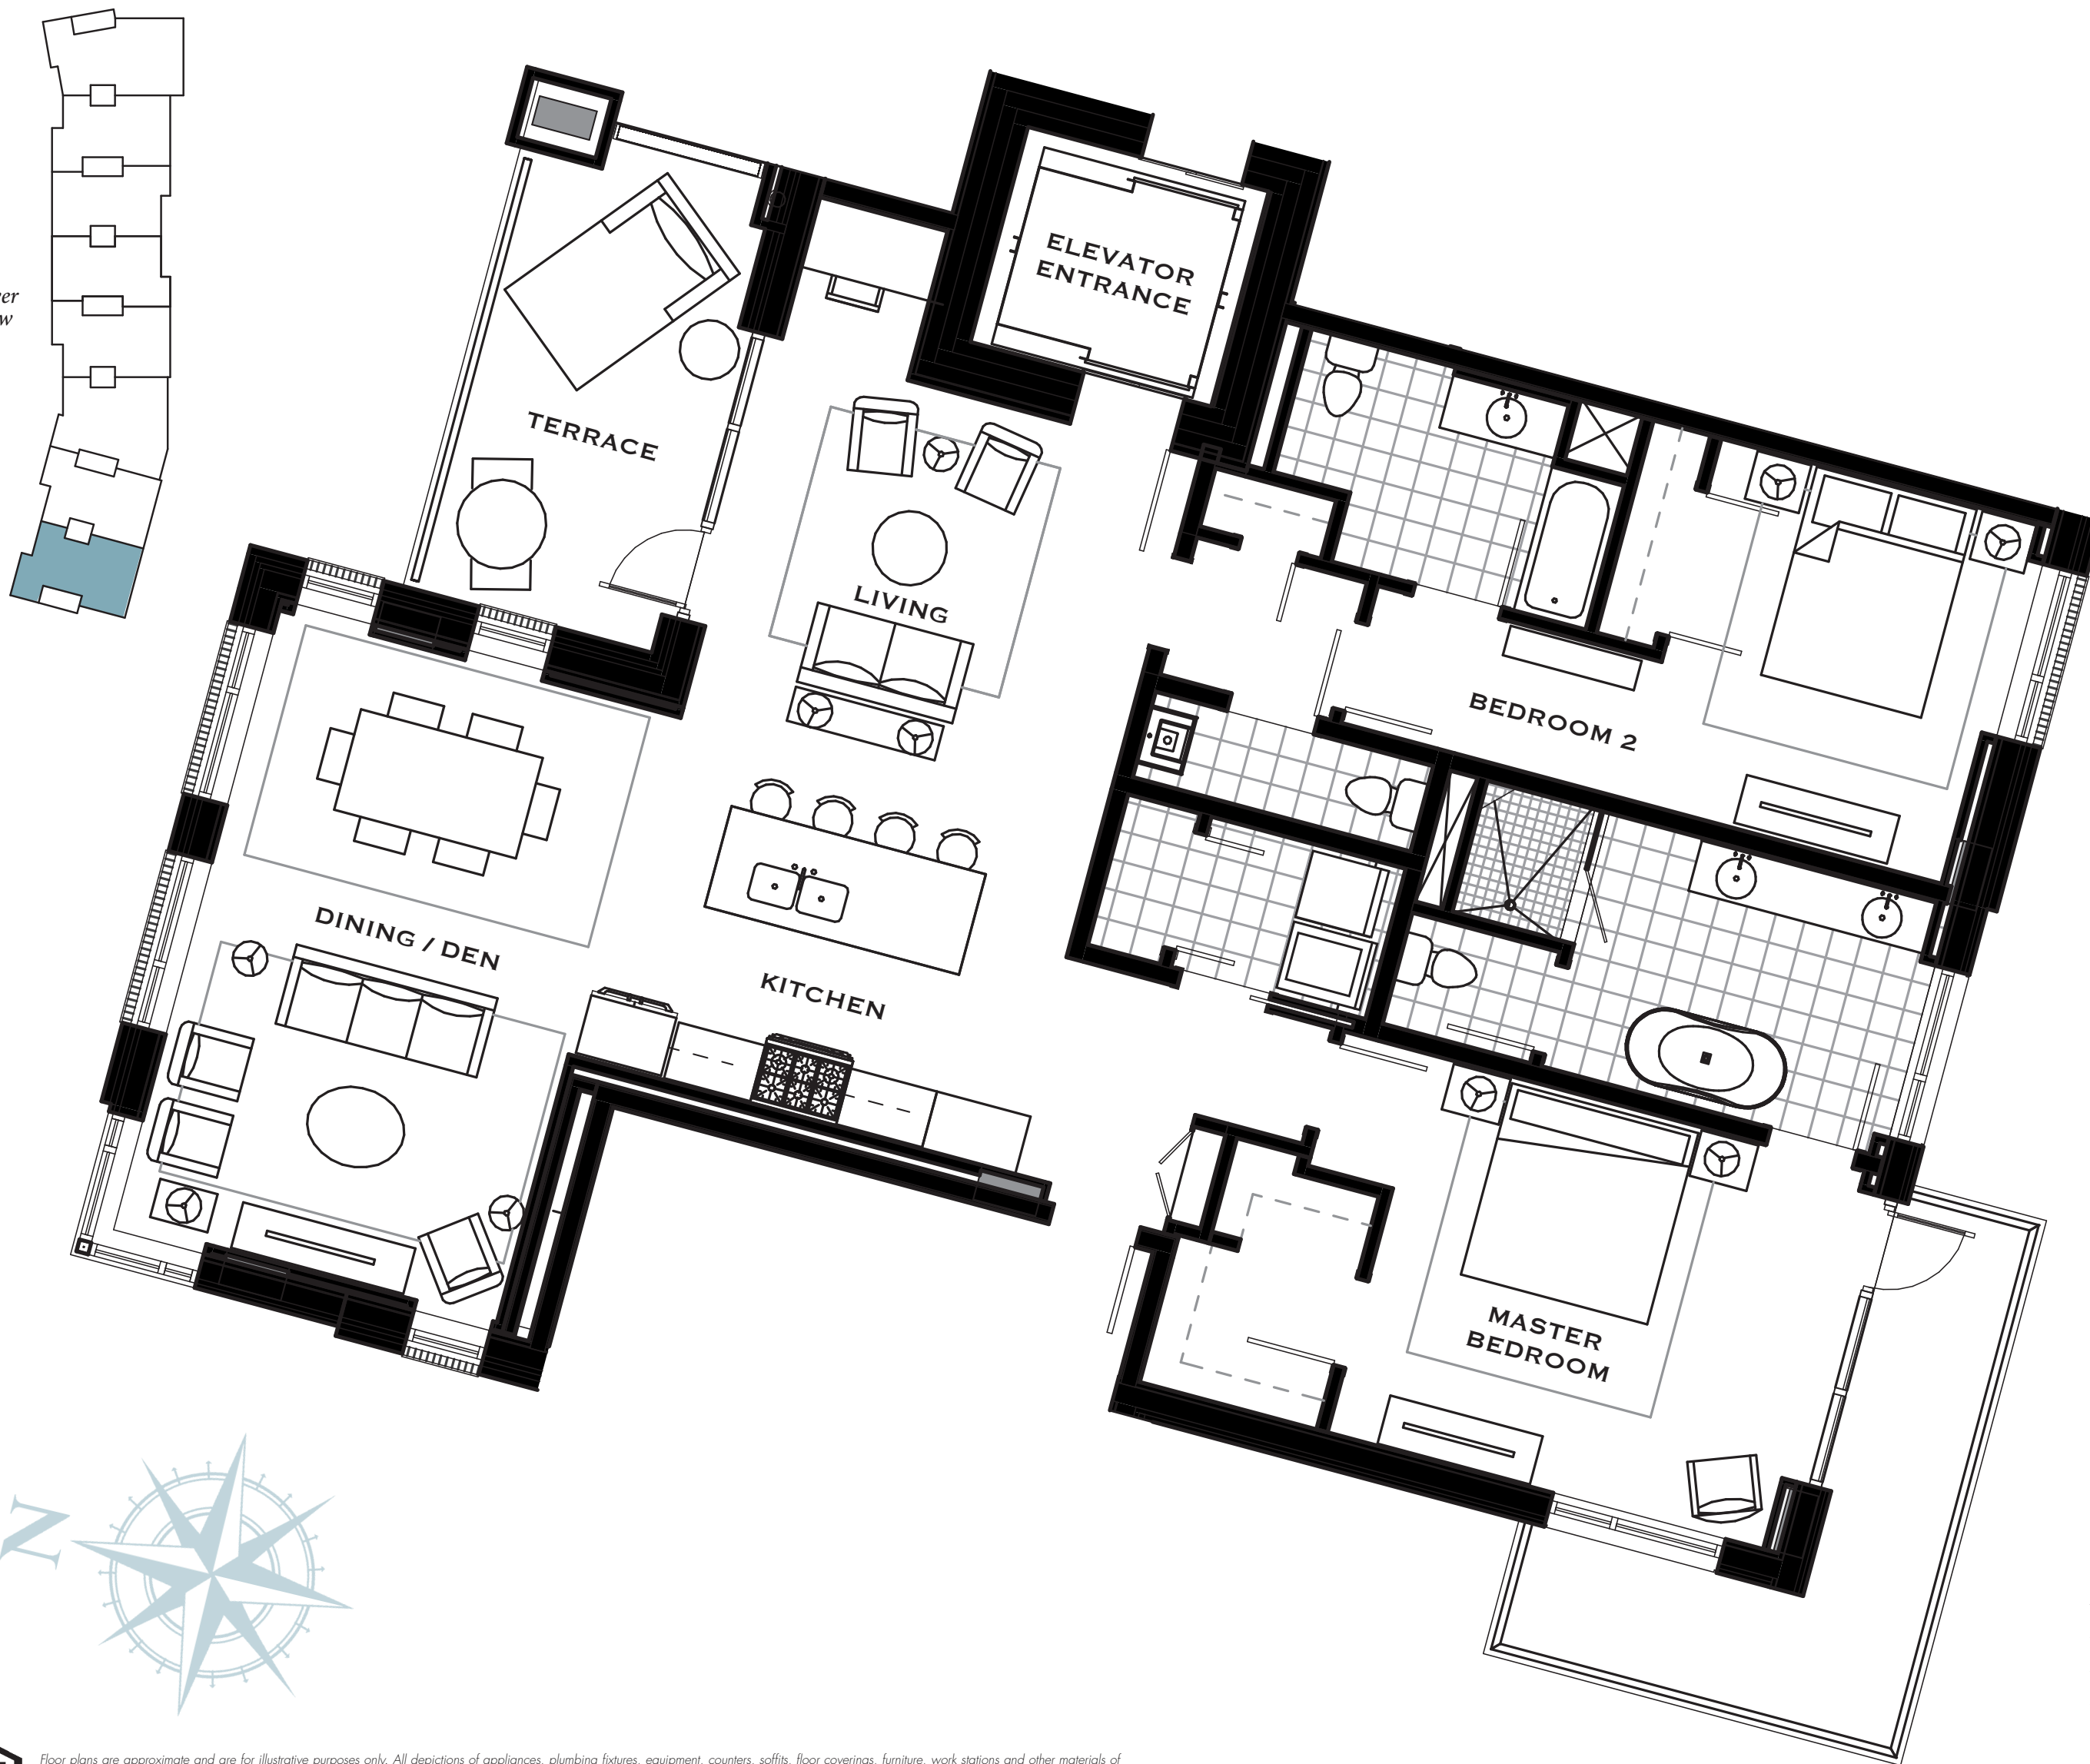 ELEVATOR
ENTRANCE
TERRACE
LIVING
BEDROOM 2
DINING / DEN
KITCHEN
MASTER
BEDROOM
N
Floor plans are approximate and are for illustrative purposes only. All depictions of appliances, plumbing fixtures, equipment, counters, soffits, floor coverings, furniture, work stations and other materials of